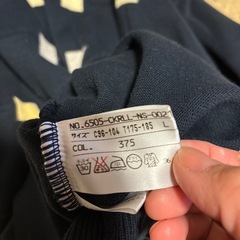 NO.6505-CKRLL-NS-002
サイズ C96-104 T175-185 L
COL. 375